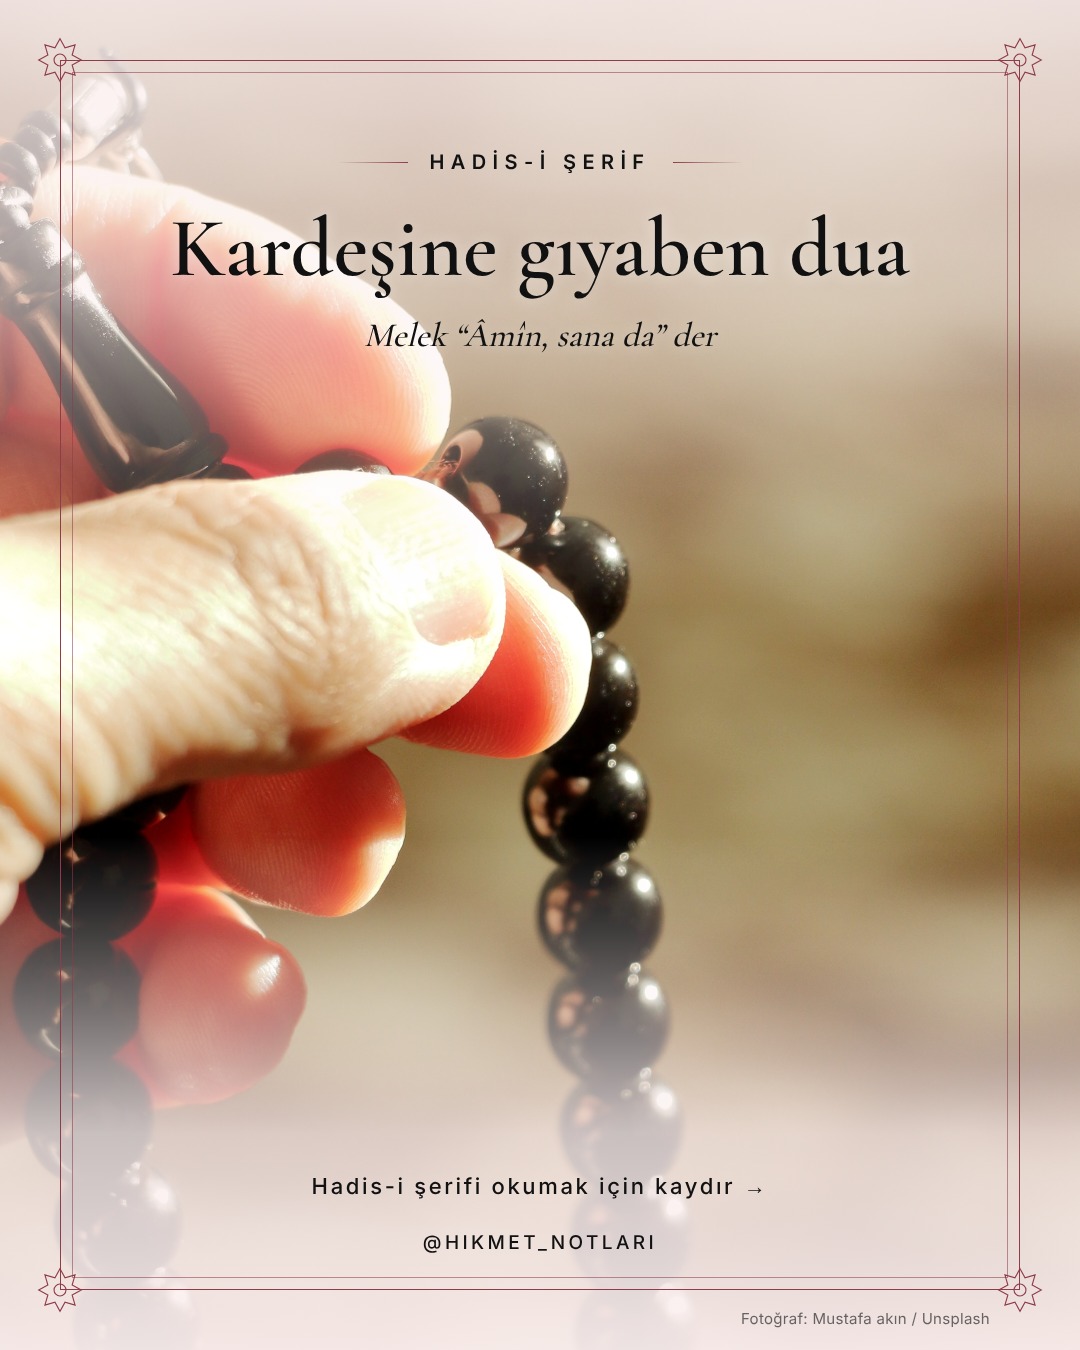 HADİS-İ ŞERİF
Kardeşine gıyaben dua
Melek “Âmîn, sana da” der
Hadis-i şerifi okumak için kaydır →
@HIKMET_NOTLARI
Fotoğraf: Mustafa akın / Unsplash